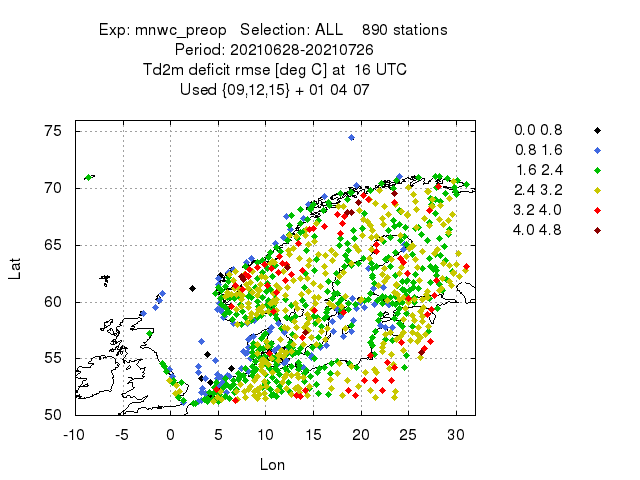 Exp: mnwc_preop Selection: ALL 890 stations
Period: 20210628-20210726
Td2m deficit rmse [deg C] at 16 UTC
Used {09,12,15} + 01 04 07
0.0 0.8
0.8 1.6
1.6 2.4
2.4 3.2
3.2 4.0
4.0 4.8
75
70
65
60
55
50
Lat
-10 -5 0 5 10 15 20 25 30
Lon